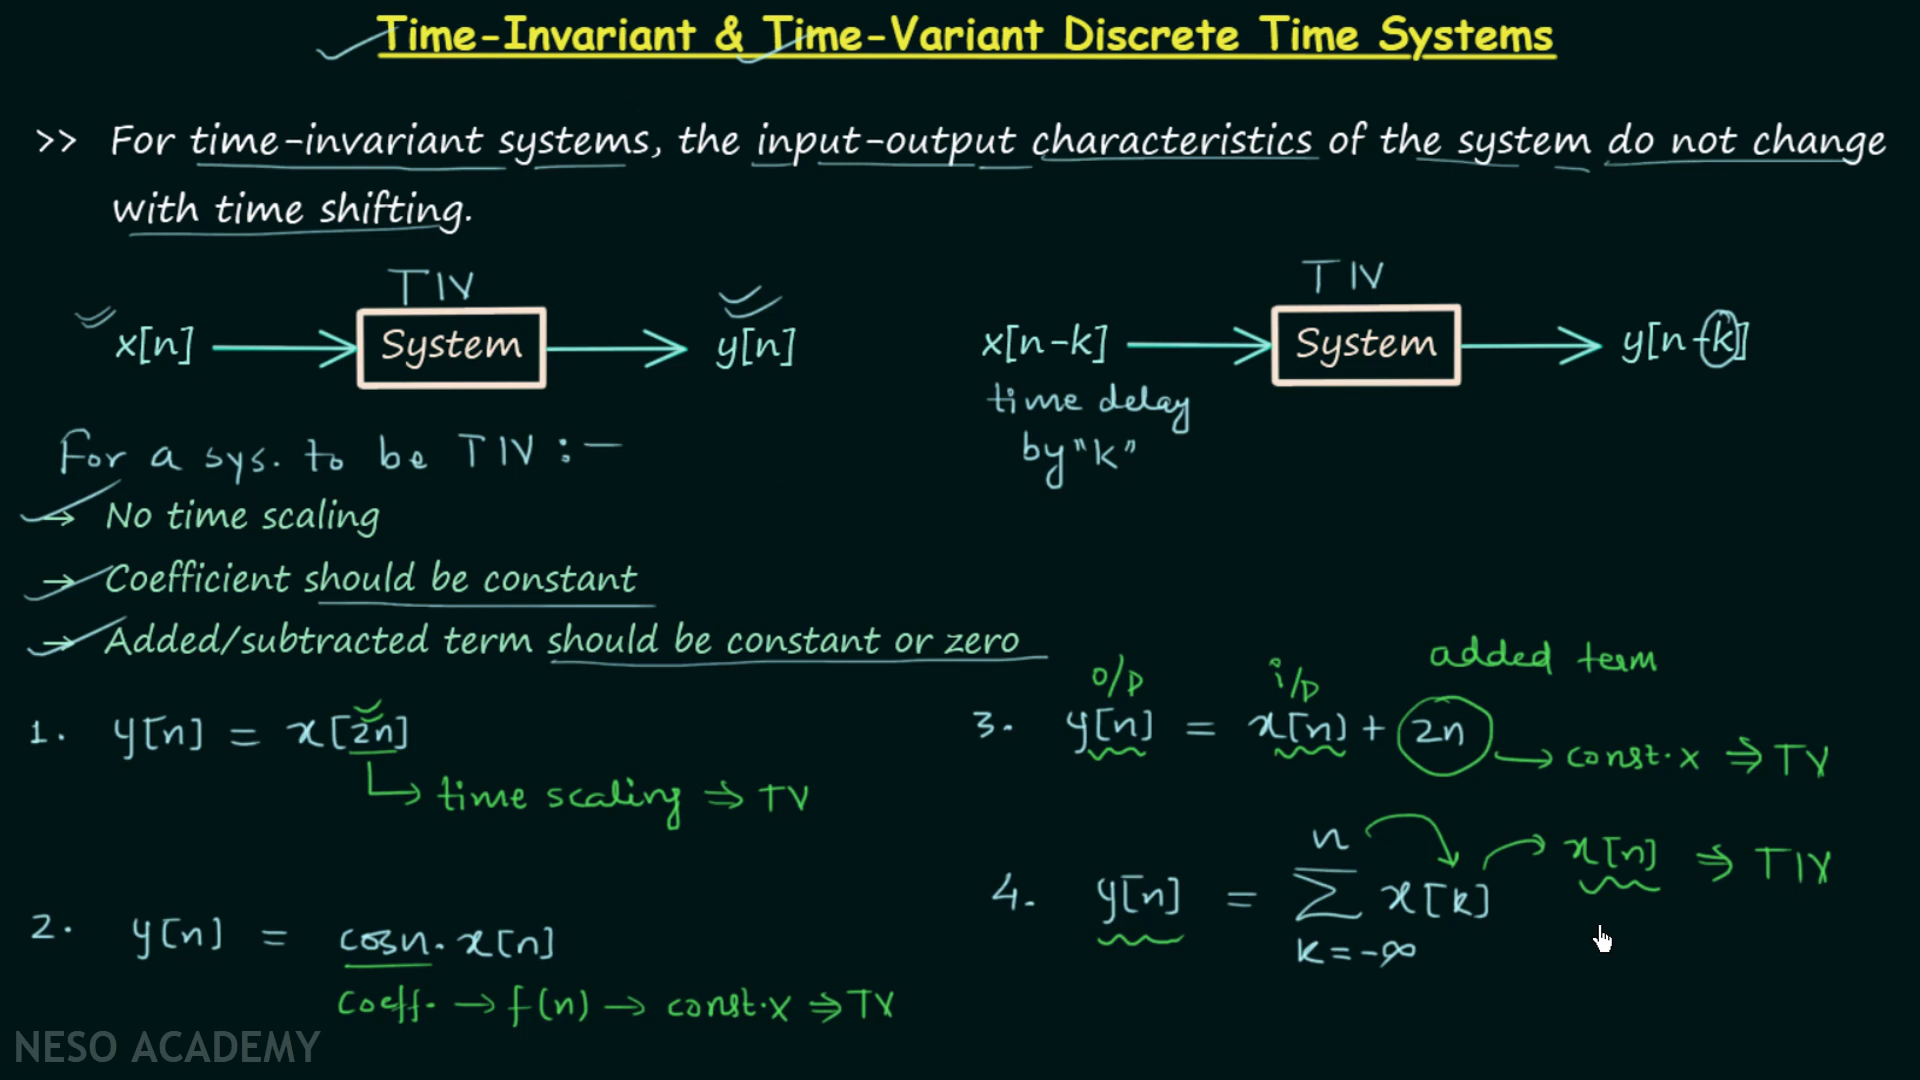 Time-Invariant & Time-Variant Discrete Time Systems
>> For time-invariant systems, the input-output characteristics of the system do not change
with time shifting.
TIV
x[n] System y[n]
TIV
x[n-k] System y[n-k]
time delay
by "k"
For a sys. to be TIV :-
→ No time scaling
→ Coefficient should be constant
→ Added/subtracted term should be constant or zero
1. y[n] = x[2n]
time scaling ⇒ TV
2. y[n] = cosn. x[n]
coeff. → f(n) → const. x ⇒ TV
added term
o/p i/p
3. y[n] = x[n] + 2n → const. x ⇒ TV
n
4. y[n] = Σ x[k] → x[n] ⇒ TIV
k = -∞
NESO ACADEMY